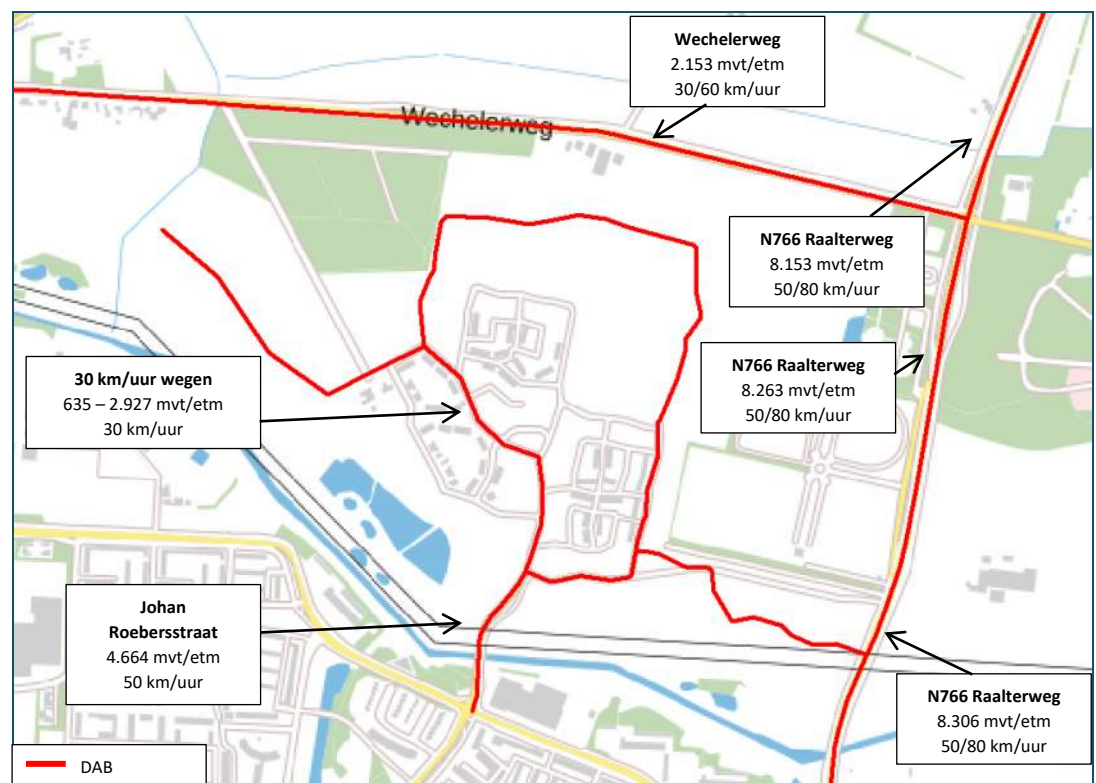 Wechelerweg
2.153 mvt/etm
30/60 km/uur
Wechelerweg
N766 Raalterweg
8.153 mvt/etm
50/80 km/uur
N766 Raalterweg
8.263 mvt/etm
50/80 km/uur
30 km/uur wegen
635 – 2.927 mvt/etm
30 km/uur
Johan
Roebersstraat
4.664 mvt/etm
50 km/uur
N766 Raalterweg
8.306 mvt/etm
50/80 km/uur
DAB